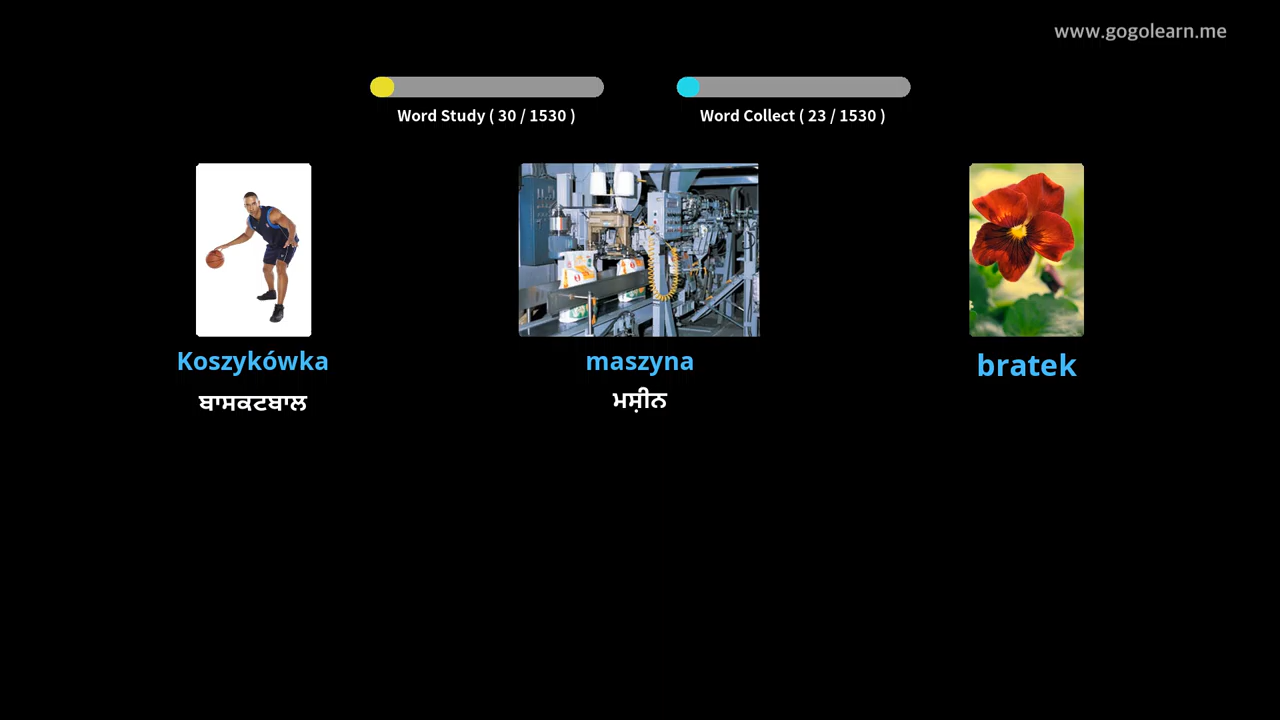 www.gogolearn.me
Word Study ( 30 / 1530 )
Word Collect ( 23 / 1530 )
Koszykówka
maszyna
bratek
ਬਾਸਕਟਬਾਲ
ਮਸ਼ੀਨ